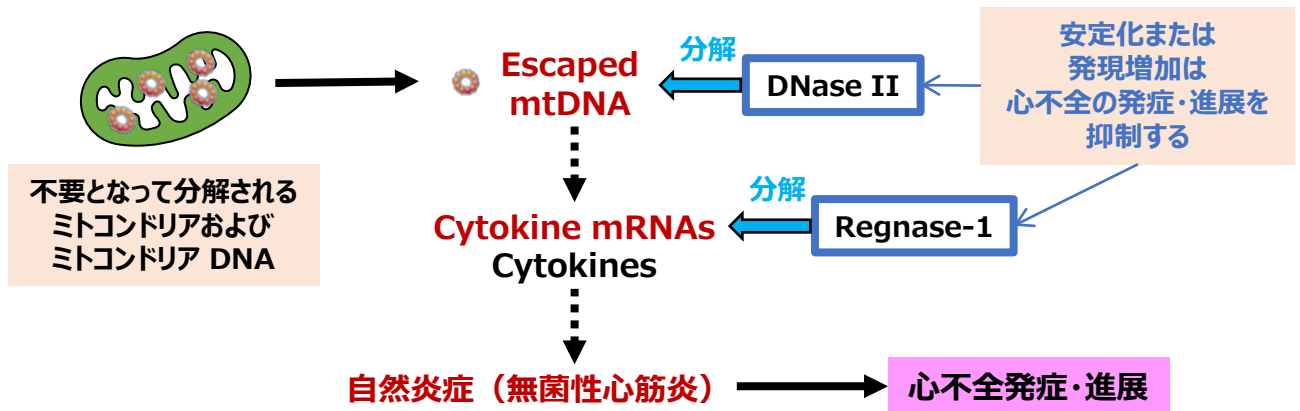 Escaped
mtDNA
分解
DNase II
安定化または
発現増加は
心不全の発症・進展を
抑制する
不要となって分解される
ミトコンドリアおよび
ミトコンドリア DNA
Cytokine mRNAs
Cytokines
分解
Regnase-1
自然炎症（無菌性心筋炎）
心不全発症・進展